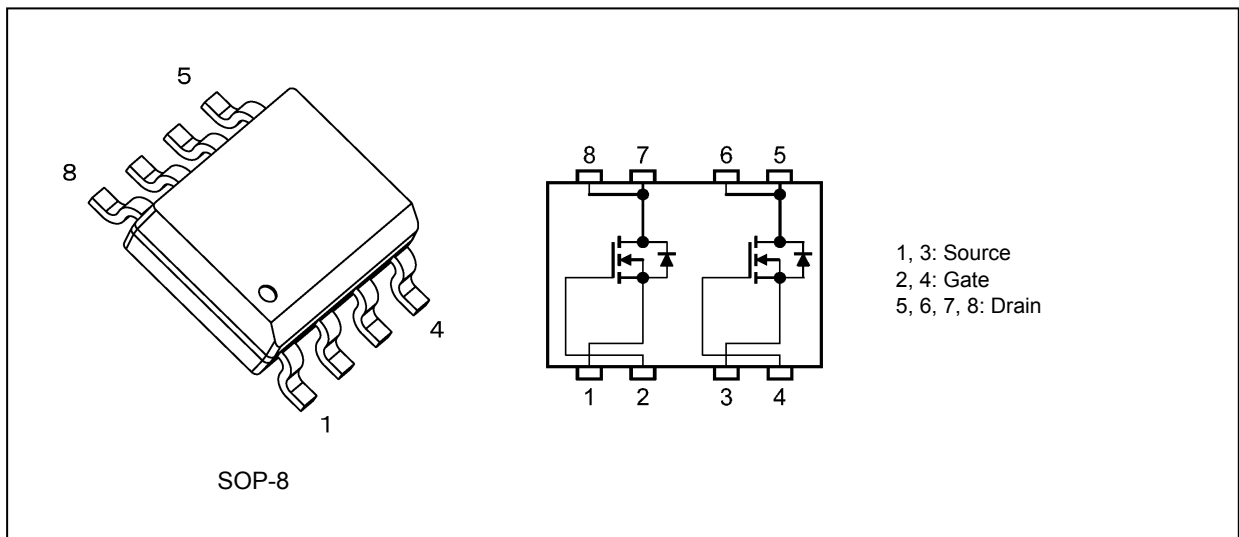 5
8
4
1
SOP-8
8 7 6 5
1 2 3 4
1, 3: Source
2, 4: Gate
5, 6, 7, 8: Drain